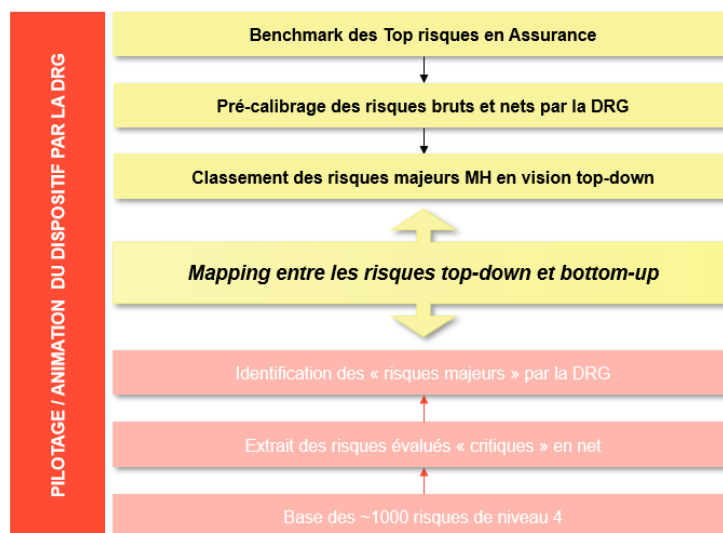 PILOTAGE / ANIMATION DU DISPOSITIF PAR LA DRG
Benchmark des Top risques en Assurance
Pré-calibrage des risques bruts et nets par la DRG
Classement des risques majeurs MH en vision top-down
Mapping entre les risques top-down et bottom-up
Identification des « risques majeurs » par la DRG
Extrait des risques évalués « critiques » en net
Base des ~1000 risques de niveau 4